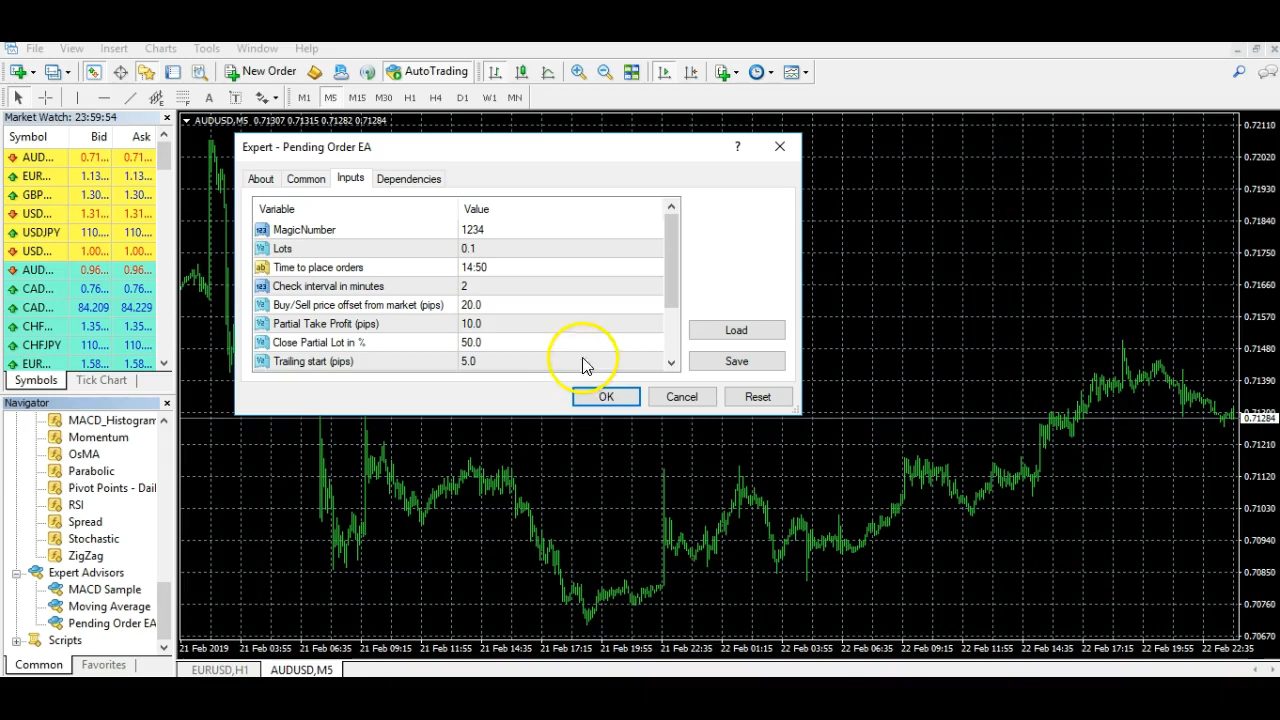 File View Insert Charts Tools Window Help
New Order AutoTrading
A T M1 M5 M15 M30 H1 H4 D1 W1 MN
Market Watch: 23:59:54
Symbol Bid Ask
AUD... 0.71... 0.71...
EUR... 1.13... 1.13...
GBP... 1.30... 1.30...
USD... 1.31... 1.31...
USDJPY 110.... 110....
USD... 1.00... 1.00...
AUD... 0.96... 0.96...
CAD... 0.76... 0.76...
CAD... 84.209 84.229
CHF... 1.35... 1.35...
CHFJPY 110.... 110....
EUR... 1.58... 1.58...
Symbols Tick Chart
Navigator
MACD_Histogram
Momentum
OsMA
Parabolic
Pivot Points - Dail
RSI
Spread
Stochastic
ZigZag
Expert Advisors
MACD Sample
Moving Average
Pending Order EA
Scripts
Common Favorites
AUDUSD,M5 0.71307 0.71315 0.71282 0.71284
Expert - Pending Order EA
About Common Inputs Dependencies
Variable Value
MagicNumber 1234
Lots 0.1
Time to place orders 14:50
Check interval in minutes 2
Buy/Sell price offset from market (pips) 20.0
Partial Take Profit (pips) 10.0
Close Partial Lot in % 50.0
Trailing start (pips) 5.0
Load
Save
OK Cancel Reset
0.72110
0.72020
0.71930
0.71840
0.71750
0.71660
0.71570
0.71480
0.71390
0.71284
0.71210
0.71120
0.71030
0.70940
0.70850
0.70760
0.70670
21 Feb 2019 21 Feb 03:55 21 Feb 06:35 21 Feb 09:15 21 Feb 11:55 21 Feb 14:35 21 Feb 17:15 21 Feb 19:55 21 Feb 22:35 22 Feb 01:15 22 Feb 03:55 22 Feb 06:35 22 Feb 09:15 22 Feb 11:55 22 Feb 14:35 22 Feb 17:15 22 Feb 19:55 22 Feb 22:35
EURUSD,H1 AUDUSD,M5